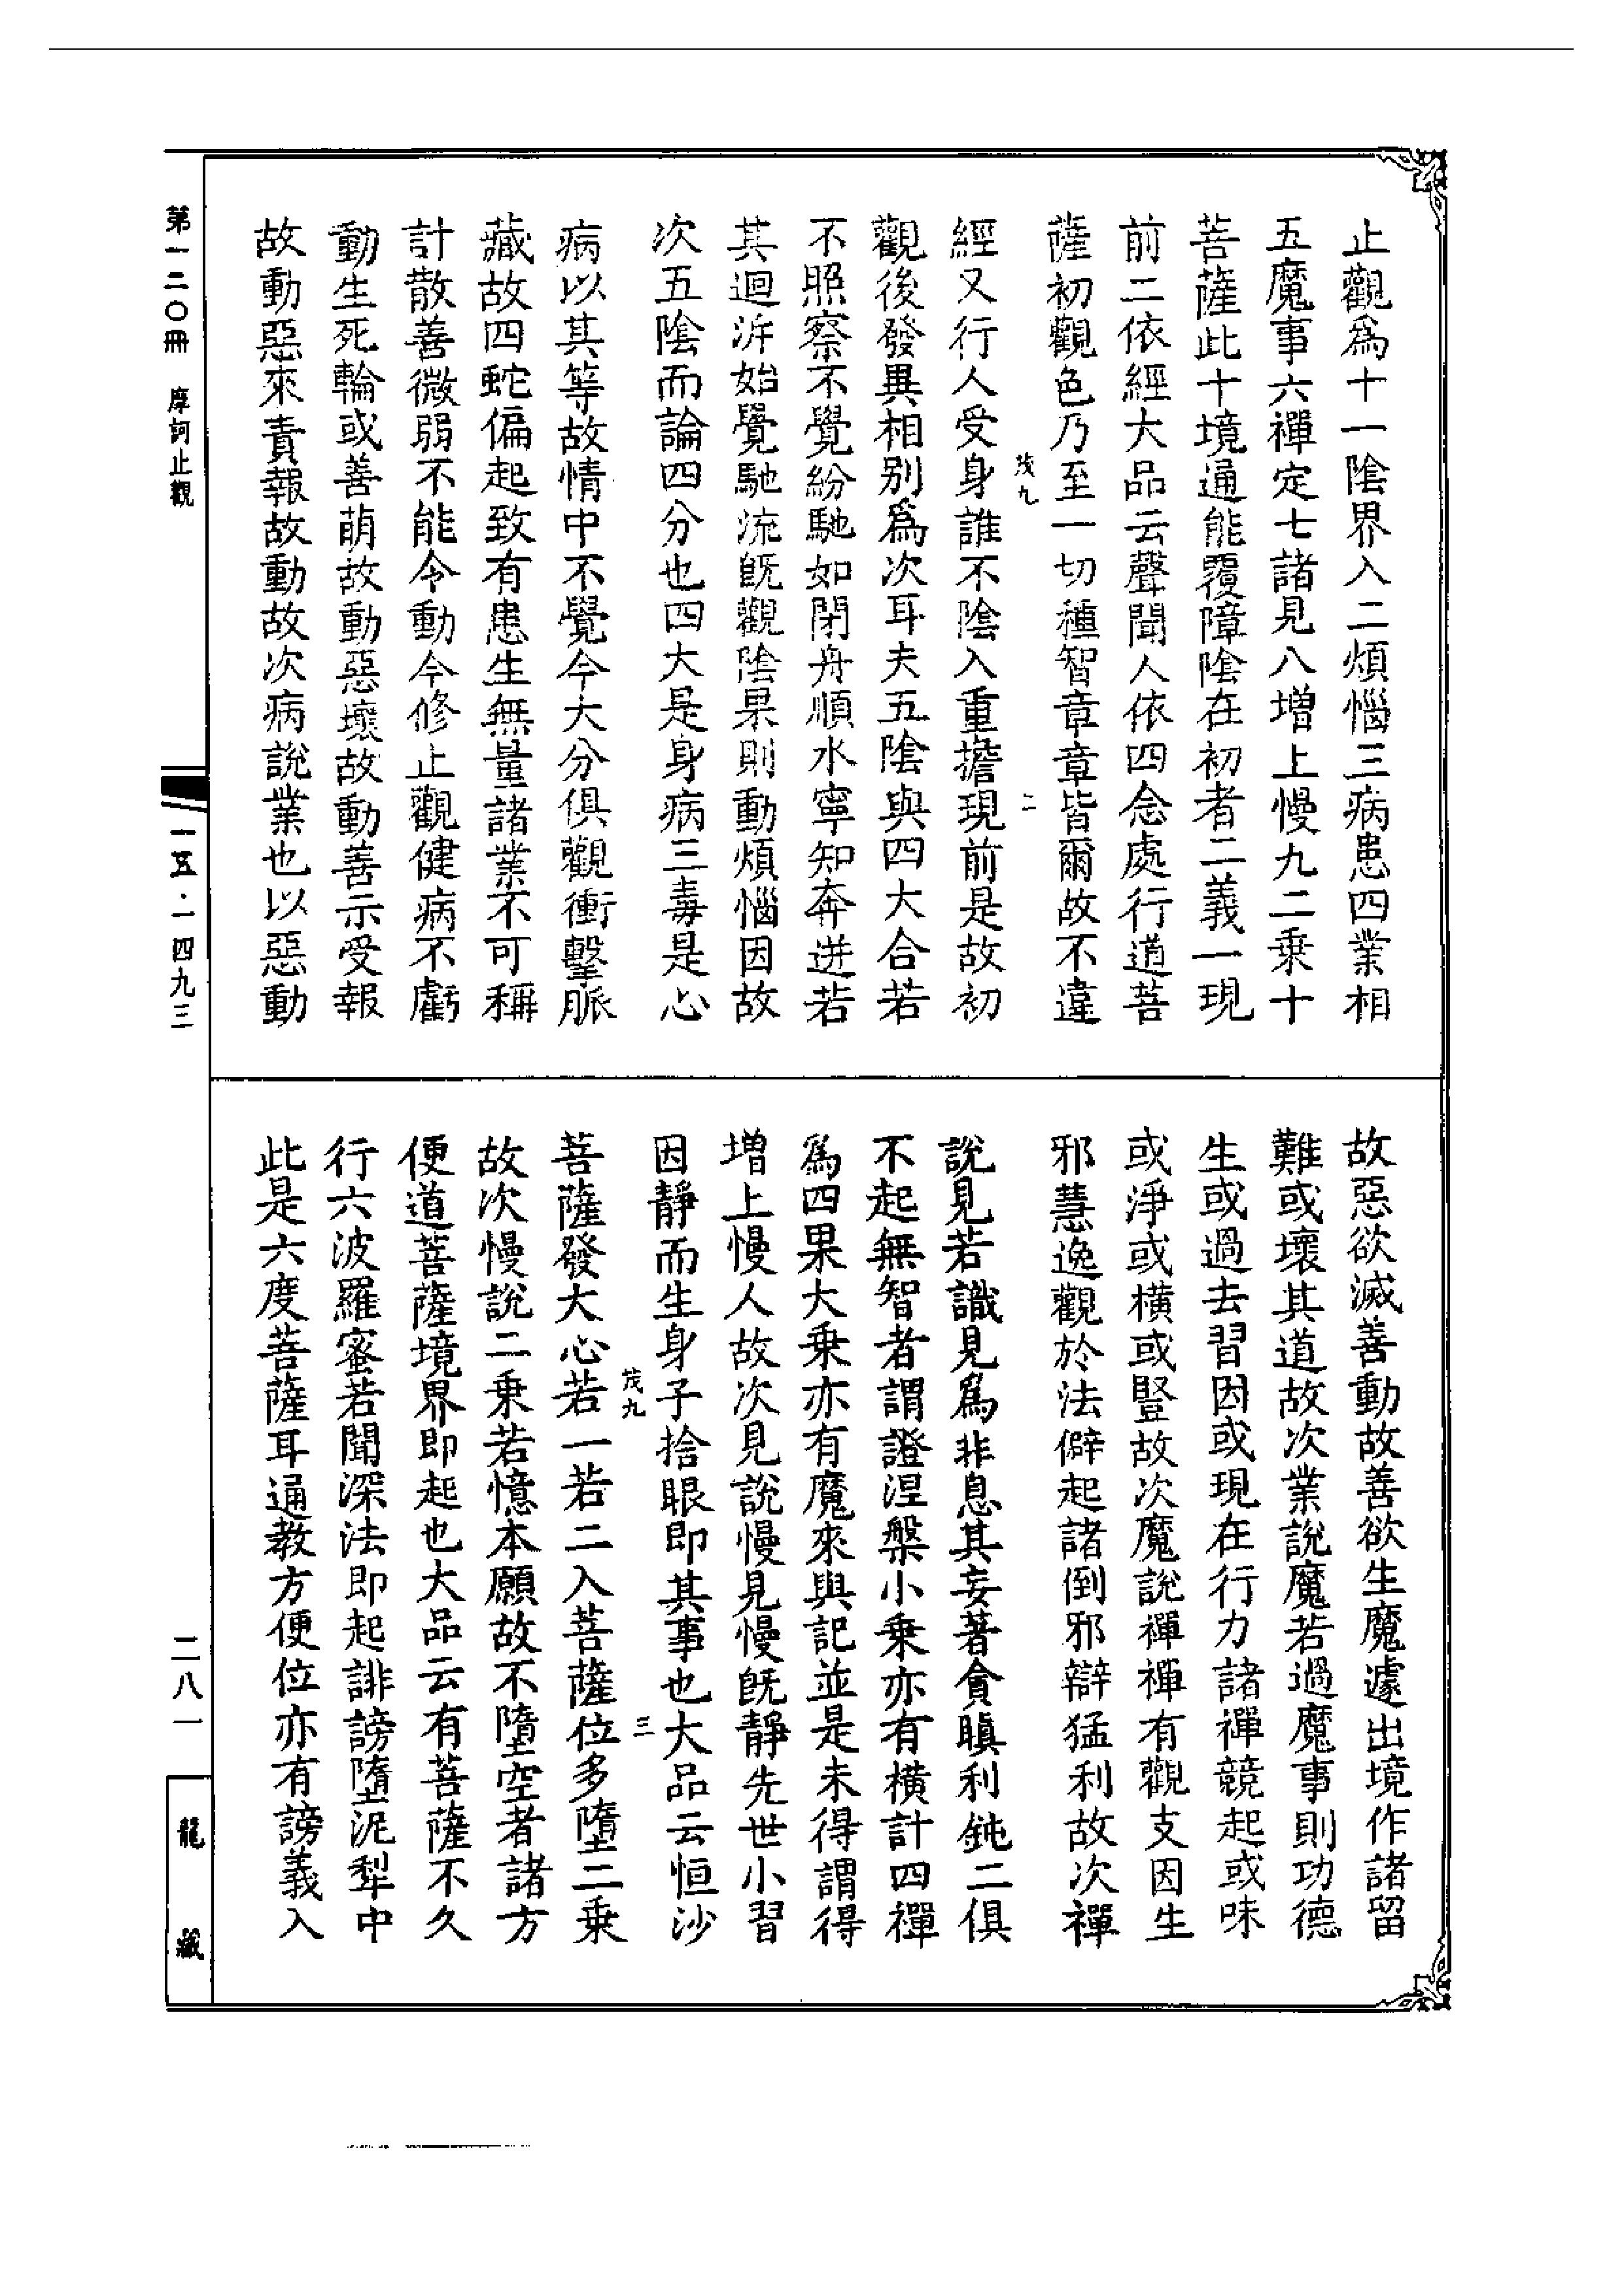 止觀為十一陰界入二煩惱三病患四業相
五魔事六禪定七諸見八増上慢九二乗十
菩薩此十境通能覆障陰在初者二義一現
前二依經大品云聲聞人依四念處行道菩
薩初觀色乃至一切種智章章皆爾故不違
茂九
二
經又行人受身誰不陰入重擔現前是故初
觀後發異相别為次耳夫五陰與四大合若
不照察不覺紛馳如閉舟順水寧知奔迸若
其迴泝始覺馳流旣觀陰果則動煩惱因故
次五陰而論四分也四大是身病三毒是心
病以其等故情中不覺今大分俱觀衝擊脈
藏故四蛇偏起致有患生無量諸業不可稱
計散善微弱不能令動今修止觀健病不虧
動生死輪或善萌故動惡壞故動善示受報
故動惡來責報故動故次病說業也以惡動
故惡欲滅善動故善欲生魔遽出境作諸留
難或壞其道故次業說魔若過魔事則功德
生或過去習因或現在行力諸禪競起或味
或淨或橫或豎故次魔說禪禪有觀支因生
邪慧逸觀於法僻起諸倒邪辯猛利故次禪
說見若識見為非息其妄著貪瞋利鈍二俱
不起無智者謂證涅槃小乗亦有橫計四禪
為四果大乗亦有魔來與記並是未得謂得
増上慢人故次見說慢見慢旣靜先世小習
因靜而生身子捨眼即其事也大品云恒沙
茂九
三
菩薩發大心若一若二入菩薩位多墮二乗
故次慢說二乗若憶本願故不墮空者諸方
便道菩薩境界即起也大品云有菩薩不久
行六波羅蜜若聞深法即起誹謗墮泥犁中
此是六度菩薩耳通教方便位亦有謗義入
第一二〇冊　摩訶止觀
一五·一四九三
二八一
龍藏